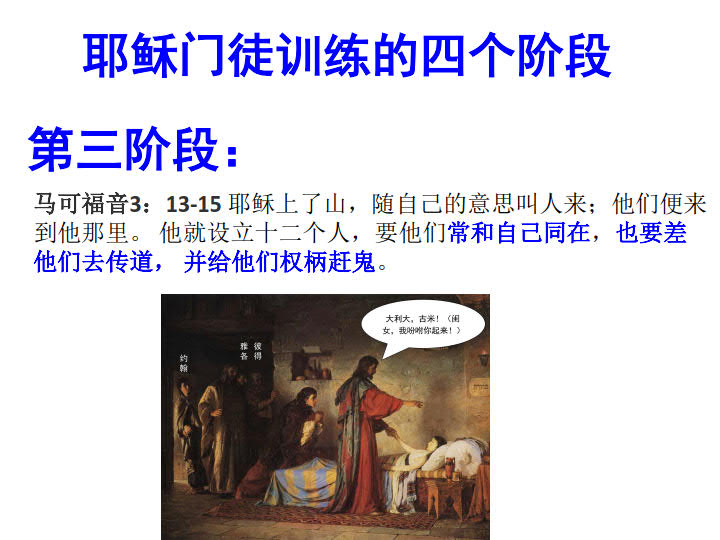 耶稣门徒训练的四个阶段
第三阶段：
马可福音3：13-15 耶稣上了山，随自己的意思叫人来；他们便来
到他那里。 他就设立十二个人，要他们常和自己同在，也要差
他们去传道， 并给他们权柄赶鬼。
大利大，古米！（闺
女，我吩咐你起来！）
彼得
雅各
约翰